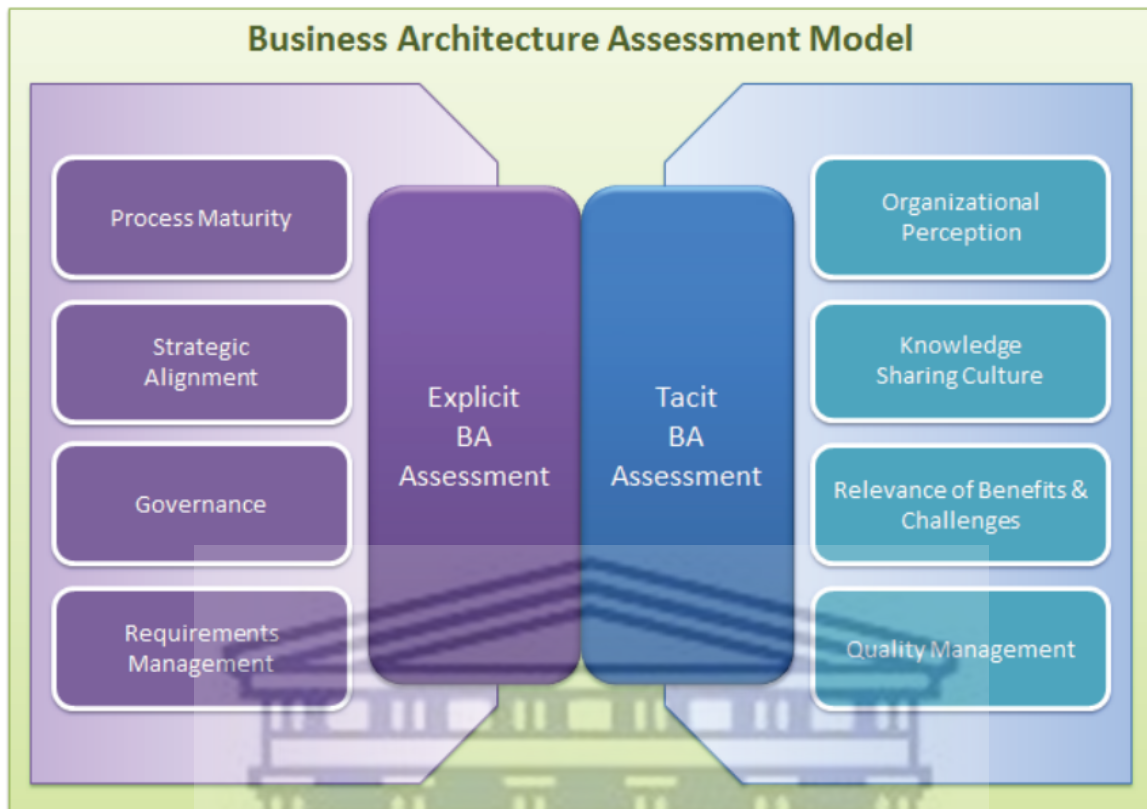 Business Architecture Assessment Model
Process Maturity
Strategic
Alignment
Governance
Requirements
Management
Explicit
BA
Assessment
Tacit
BA
Assessment
Organizational
Perception
Knowledge
Sharing Culture
Relevance of Benefits &
Challenges
Quality Management